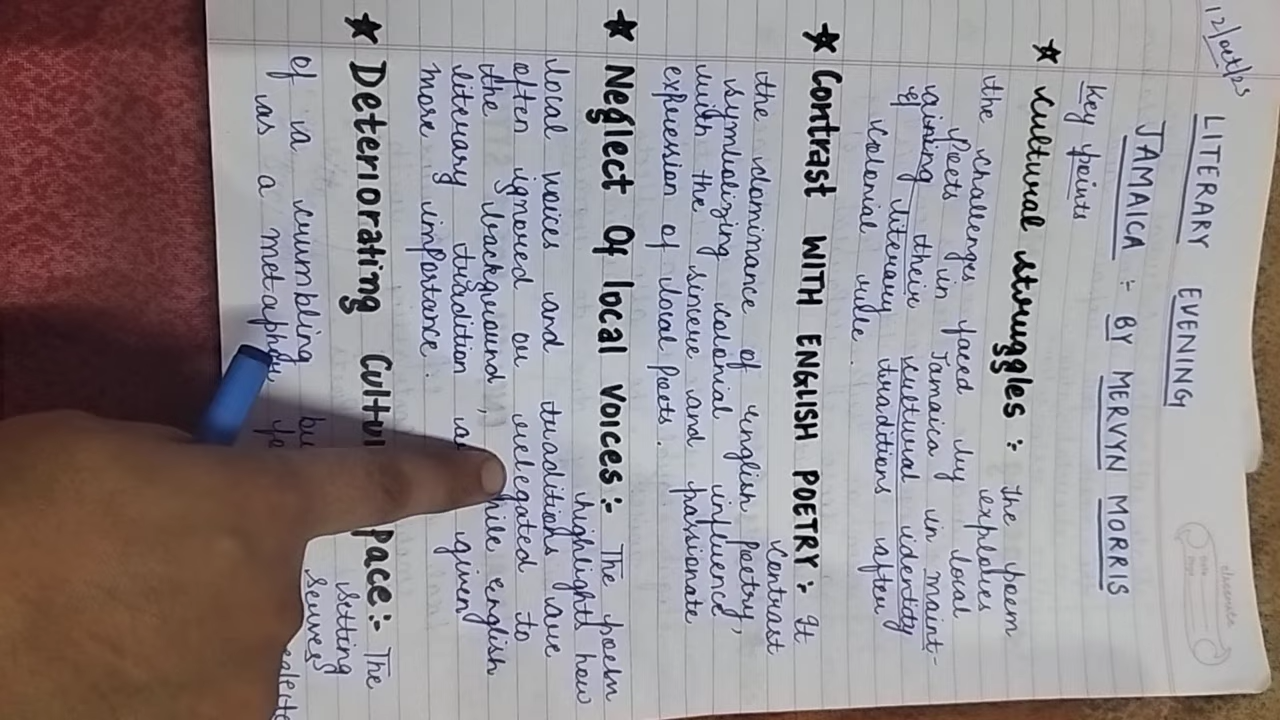 12/oct/25
LITERARY EVENING
JAMAICA :- BY MERVYN MORRIS
Key points
★ Cultural struggles : The poem explores
the challenges faced by local
Poets in Jamaica in maint-
aining their cultural identity
of literary traditions after
colonial rule.
★ Contrast WITH ENGLISH POETRY:- It contrast
the dominance of English Poetry,
symbolizing colonial influence
with the sincere and passionate
expression of local Poets.
★ Neglect Of local Voices:- The poem highlight how
local voices and traditions are
often ignored or relegated to
the background, while english
literary tradition given
more importance.
★ Deteriorating pace:- The setting
of a crumbling serves
as a metaphor